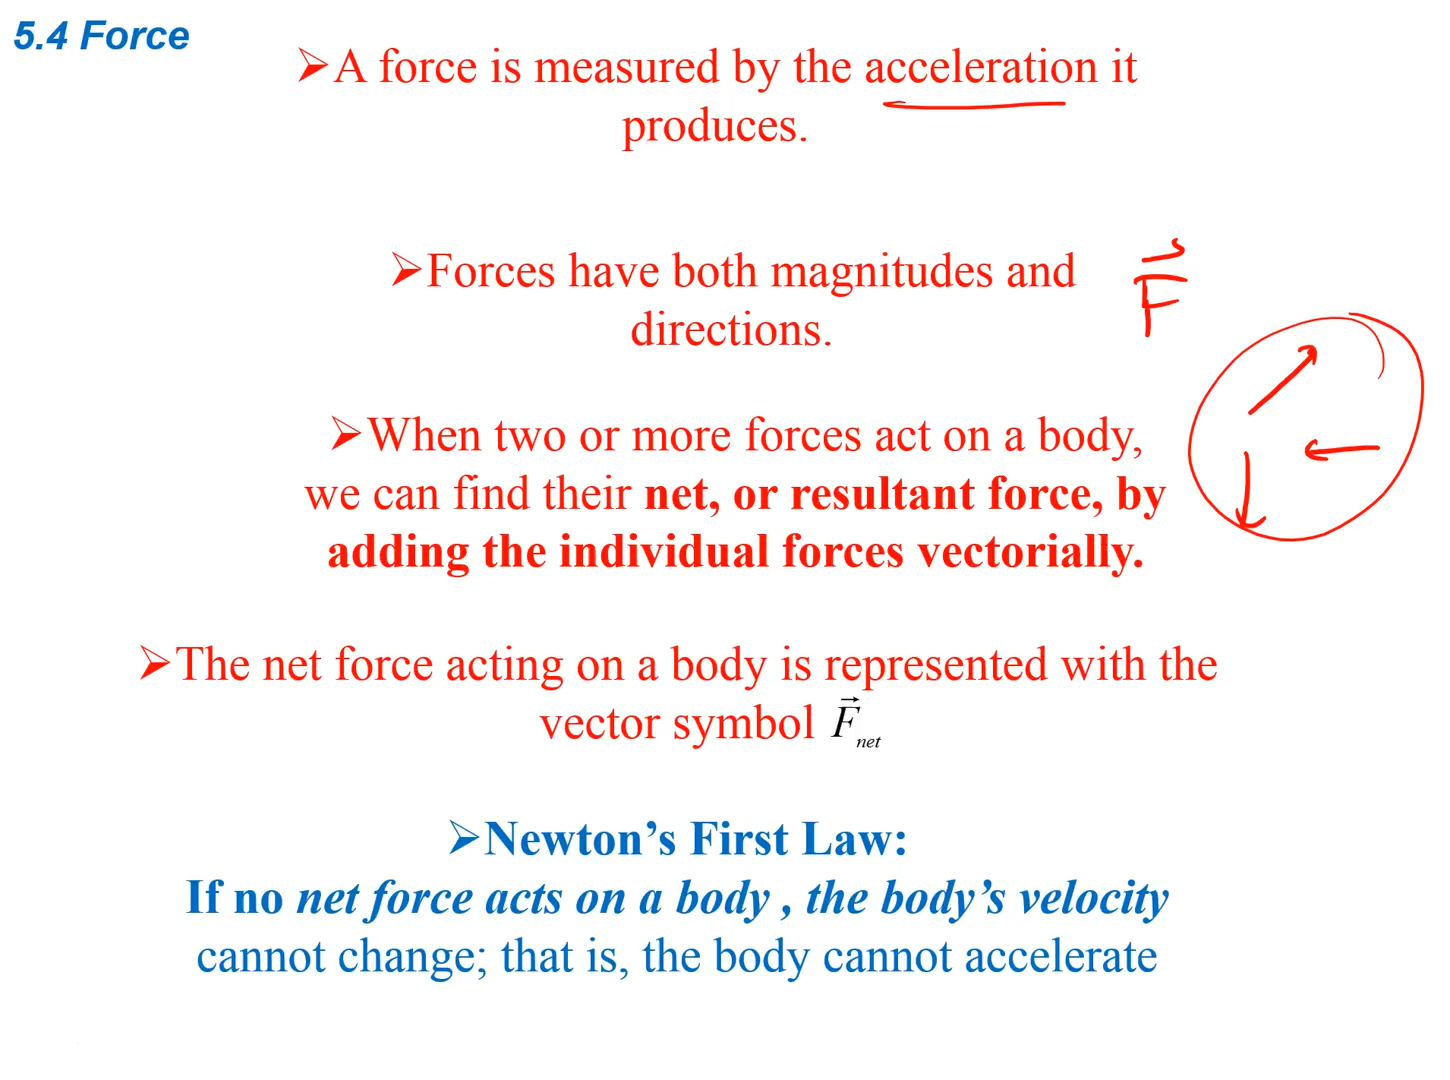 5.4 Force
➢A force is measured by the acceleration it
produces.
➢Forces have both magnitudes and
directions.
F⃗
➢When two or more forces act on a body,
we can find their net, or resultant force, by
adding the individual forces vectorially.
➢The net force acting on a body is represented with the
vector symbol F⃗net
➢Newton’s First Law:
If no net force acts on a body , the body’s velocity
cannot change; that is, the body cannot accelerate